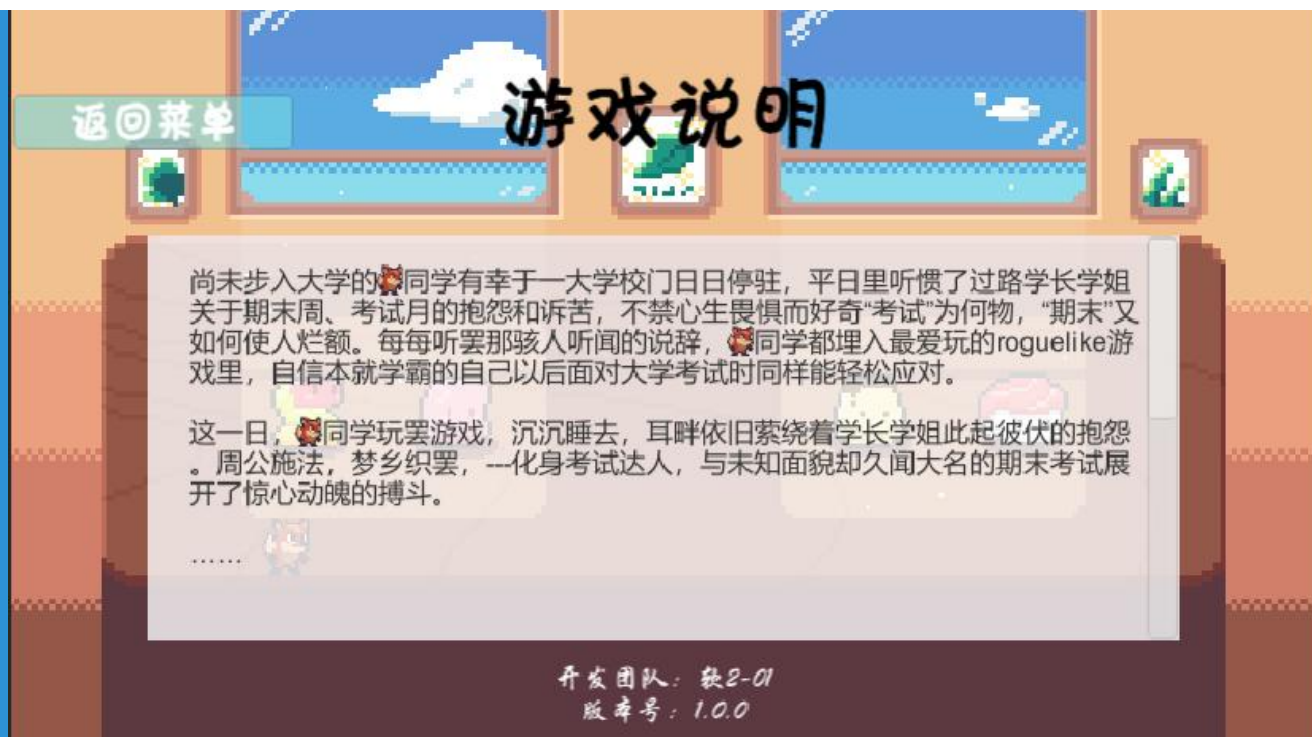 返回菜单
游戏说明
尚未步入大学的同学有幸于一大学校门日日停驻，平日里听惯了过路学长学姐
关于期末周、考试月的抱怨和诉苦，不禁心生畏惧而好奇“考试”为何物，“期末”又
如何使人烂额。每每听罢那骇人听闻的说辞，同学都埋入最爱玩的roguelike游
戏里，自信本就学霸的自己以后面对大学考试时同样能轻松应对。
这一日，同学玩罢游戏，沉沉睡去，耳畔依旧萦绕着学长学姐此起彼伏的抱怨
。周公施法，梦乡织罢，---化身考试达人，与未知面貌却久闻大名的期末考试展
开了惊心动魄的搏斗。
……
开发团队：软2-01
版本号：1.0.0